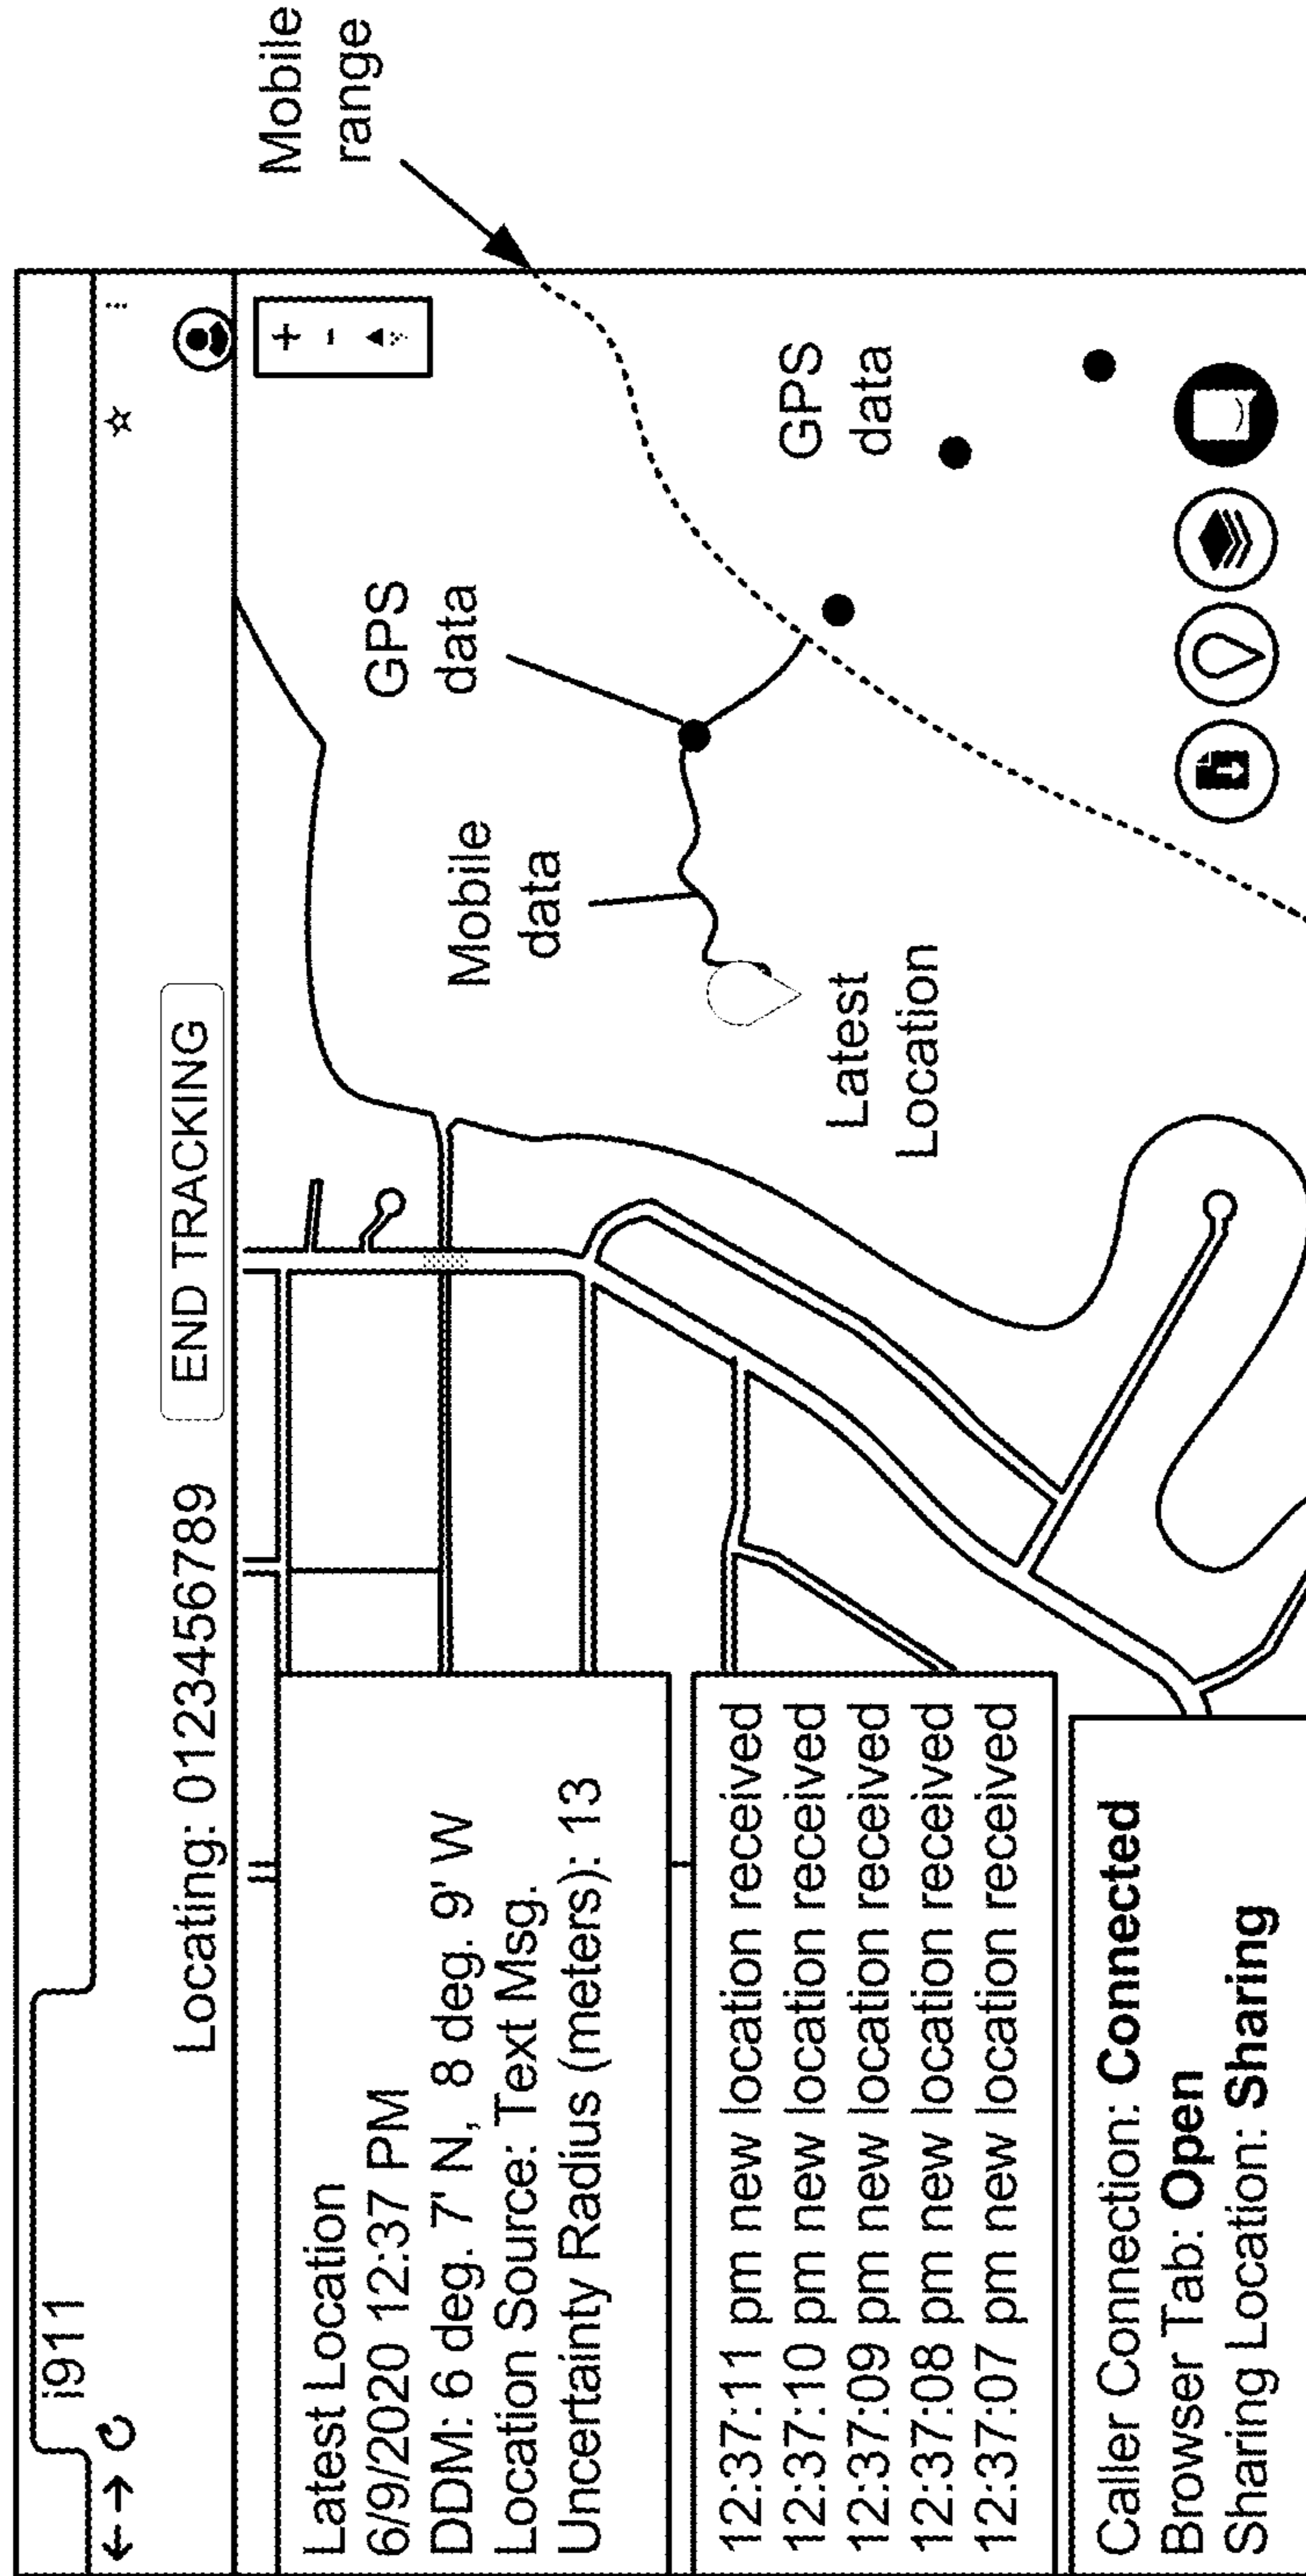 i911
Locating: 0123456789
END TRACKING
Latest Location
6/9/2020 12:37 PM
DDM: 6 deg. 7' N, 8 deg. 9' W
Location Source: Text Msg.
Uncertainty Radius (meters): 13
12:37:11 pm new location received
12:37:10 pm new location received
12:37:09 pm new location received
12:37:08 pm new location received
12:37:07 pm new location received
Caller Connection: Connected
Browser Tab: Open
Sharing Location: Sharing
GPS
data
Mobile
data
Latest
Location
GPS
data
Mobile
range